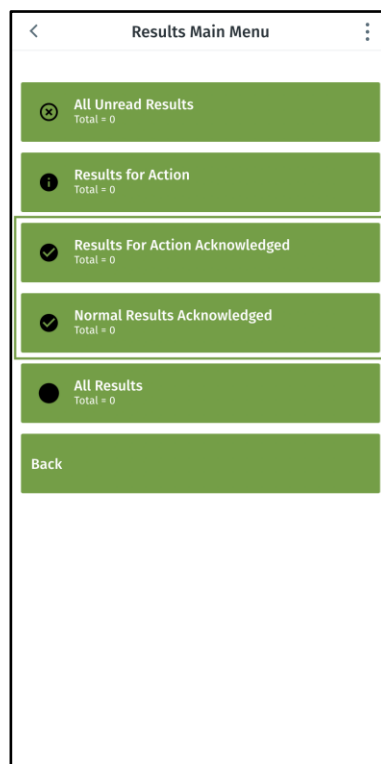 Results Main Menu
All Unread Results
Total = 0
Results for Action
Total = 0
Results For Action Acknowledged
Total = 0
Normal Results Acknowledged
Total = 0
All Results
Total = 0
Back